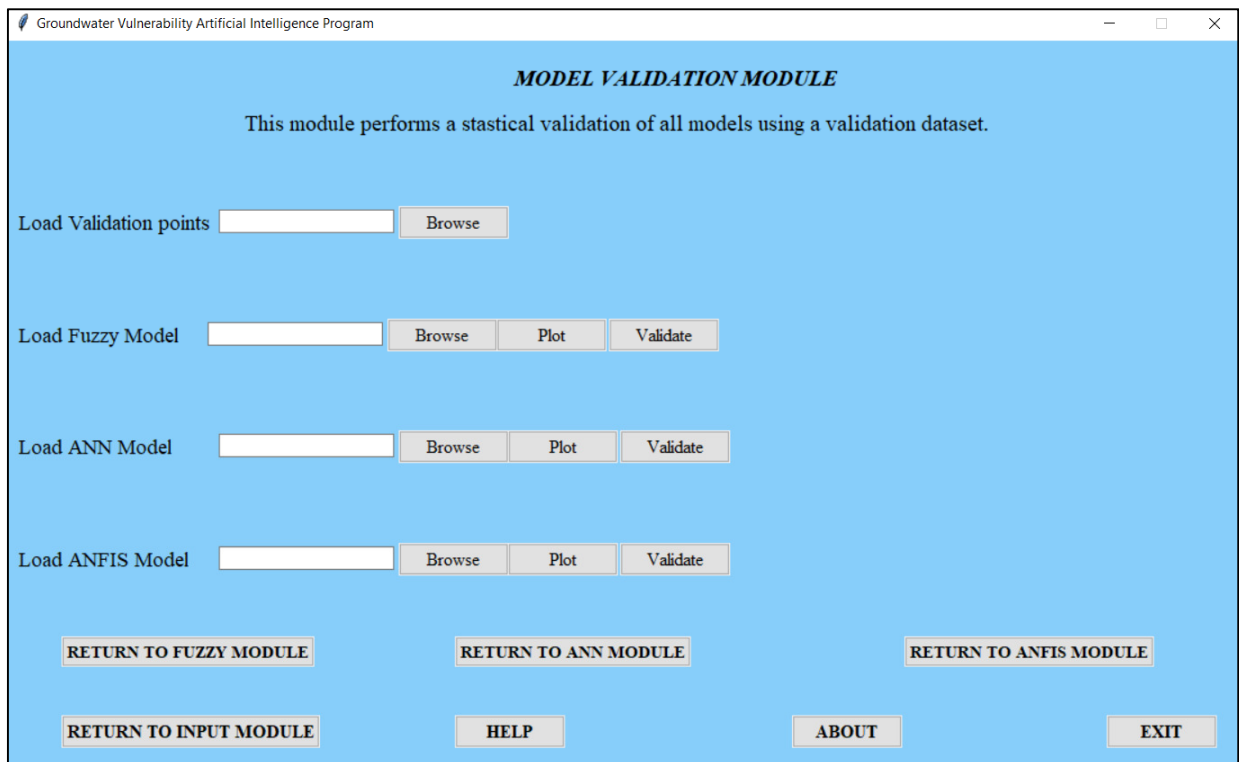 Groundwater Vulnerability Artificial Intelligence Program
MODEL VALIDATION MODULE
This module performs a stastical validation of all models using a validation dataset.
Load Validation points Browse
Load Fuzzy Model Browse Plot Validate
Load ANN Model Browse Plot Validate
Load ANFIS Model Browse Plot Validate
RETURN TO FUZZY MODULE RETURN TO ANN MODULE RETURN TO ANFIS MODULE
RETURN TO INPUT MODULE HELP ABOUT EXIT